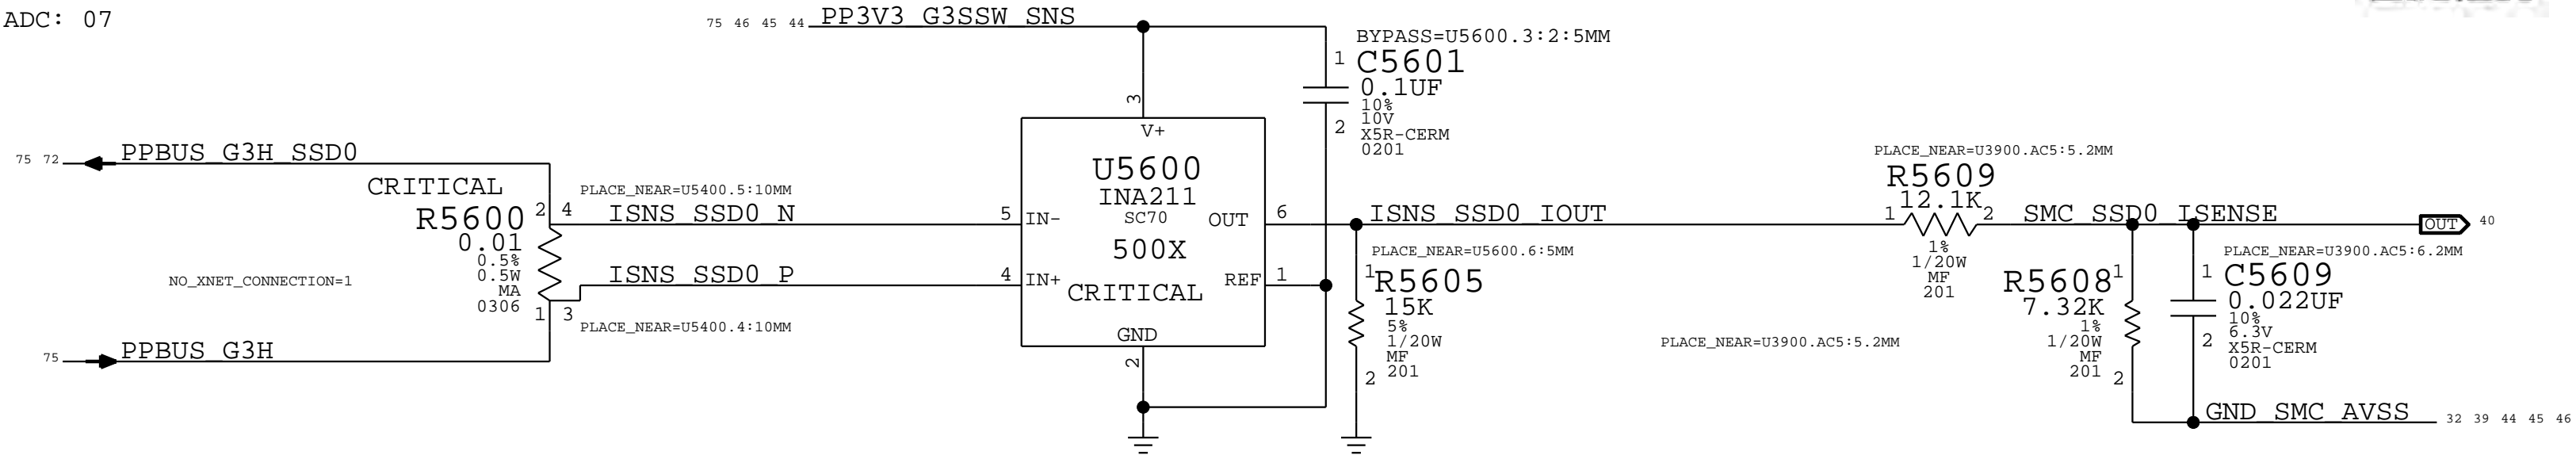 ADC: 07
75 46 45 44 PP3V3_G3SSW_SNS
BYPASS=U5600.3:2:5MM
1 C5601
0.1UF
10%
10V
2 X5R-CERM
0201
3
V+
U5600
INA211
SC70
500X
CRITICAL
5 IN-
4 IN+
OUT 6
REF 1
GND
2
75 72 PPBUS_G3H_SSD0
CRITICAL
R5600
0.01
0.5%
0.5W
MA
0306
2 4
1 3
PLACE_NEAR=U5400.5:10MM
ISNS_SSD0_N
ISNS_SSD0_P
PLACE_NEAR=U5400.4:10MM
NO_XNET_CONNECTION=1
75 PPBUS_G3H
ISNS_SSD0_IOUT
PLACE_NEAR=U5600.6:5MM
1 R5605
15K
5%
1/20W
MF
201
2
PLACE_NEAR=U3900.AC5:5.2MM
R5609
12.1K
1 2
1%
1/20W
MF
201
SMC_SSD0_ISENSE
OUT 40
PLACE_NEAR=U3900.AC5:5.2MM
R5608 1
7.32K
1%
1/20W
MF
201 2
PLACE_NEAR=U3900.AC5:6.2MM
1 C5609
0.022UF
10%
6.3V
2 X5R-CERM
0201
GND_SMC_AVSS 32 39 44 45 46